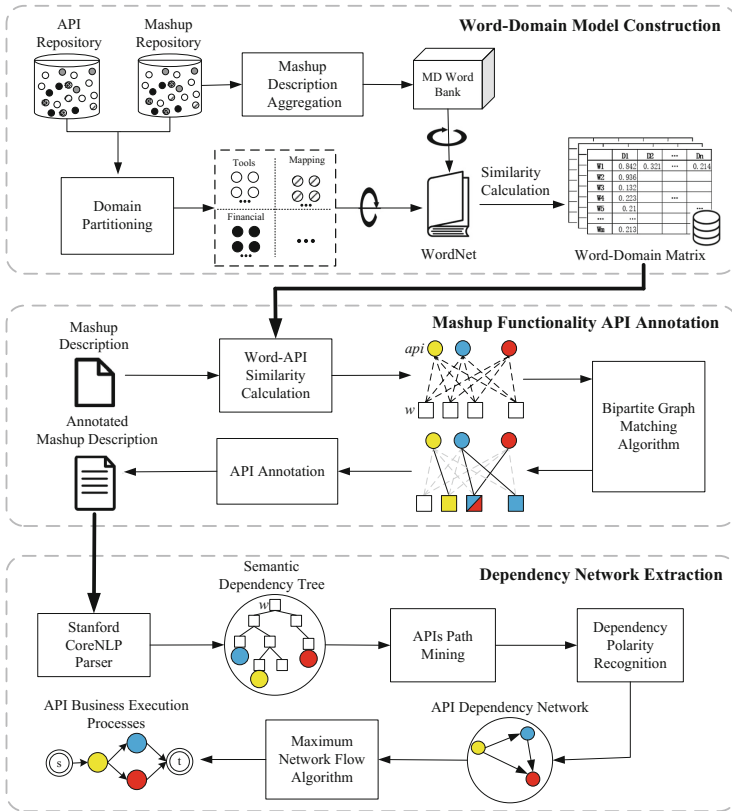 Word-Domain Model Construction
API
Repository
Mashup
Repository
Mashup
Description
Aggregation
MD Word
Bank
Domain
Partitioning
Tools
Mapping
•••
•••
Financial
•••
•••
WordNet
Similarity
Calculation
D1 D2 ··· Dn
W1 0.842 0.321 ··· 0.214
W2 0.936
W3 0.132
W4 0.223 ···
W5 0.21 ···
··· ···
Wm 0.213
Word-Domain Matrix
Mashup Functionality API Annotation
Mashup
Description
Word-API
Similarity
Calculation
api
w
Bipartite Graph
Matching
Algorithm
Annotated
Mashup Description
API Annotation
Dependency Network Extraction
Stanford
CoreNLP
Parser
Semantic
Dependency Tree
w
APIs Path
Mining
Dependency
Polarity
Recognition
API Business Execution
Processes
s
t
Maximum
Network Flow
Algorithm
API Dependency Network